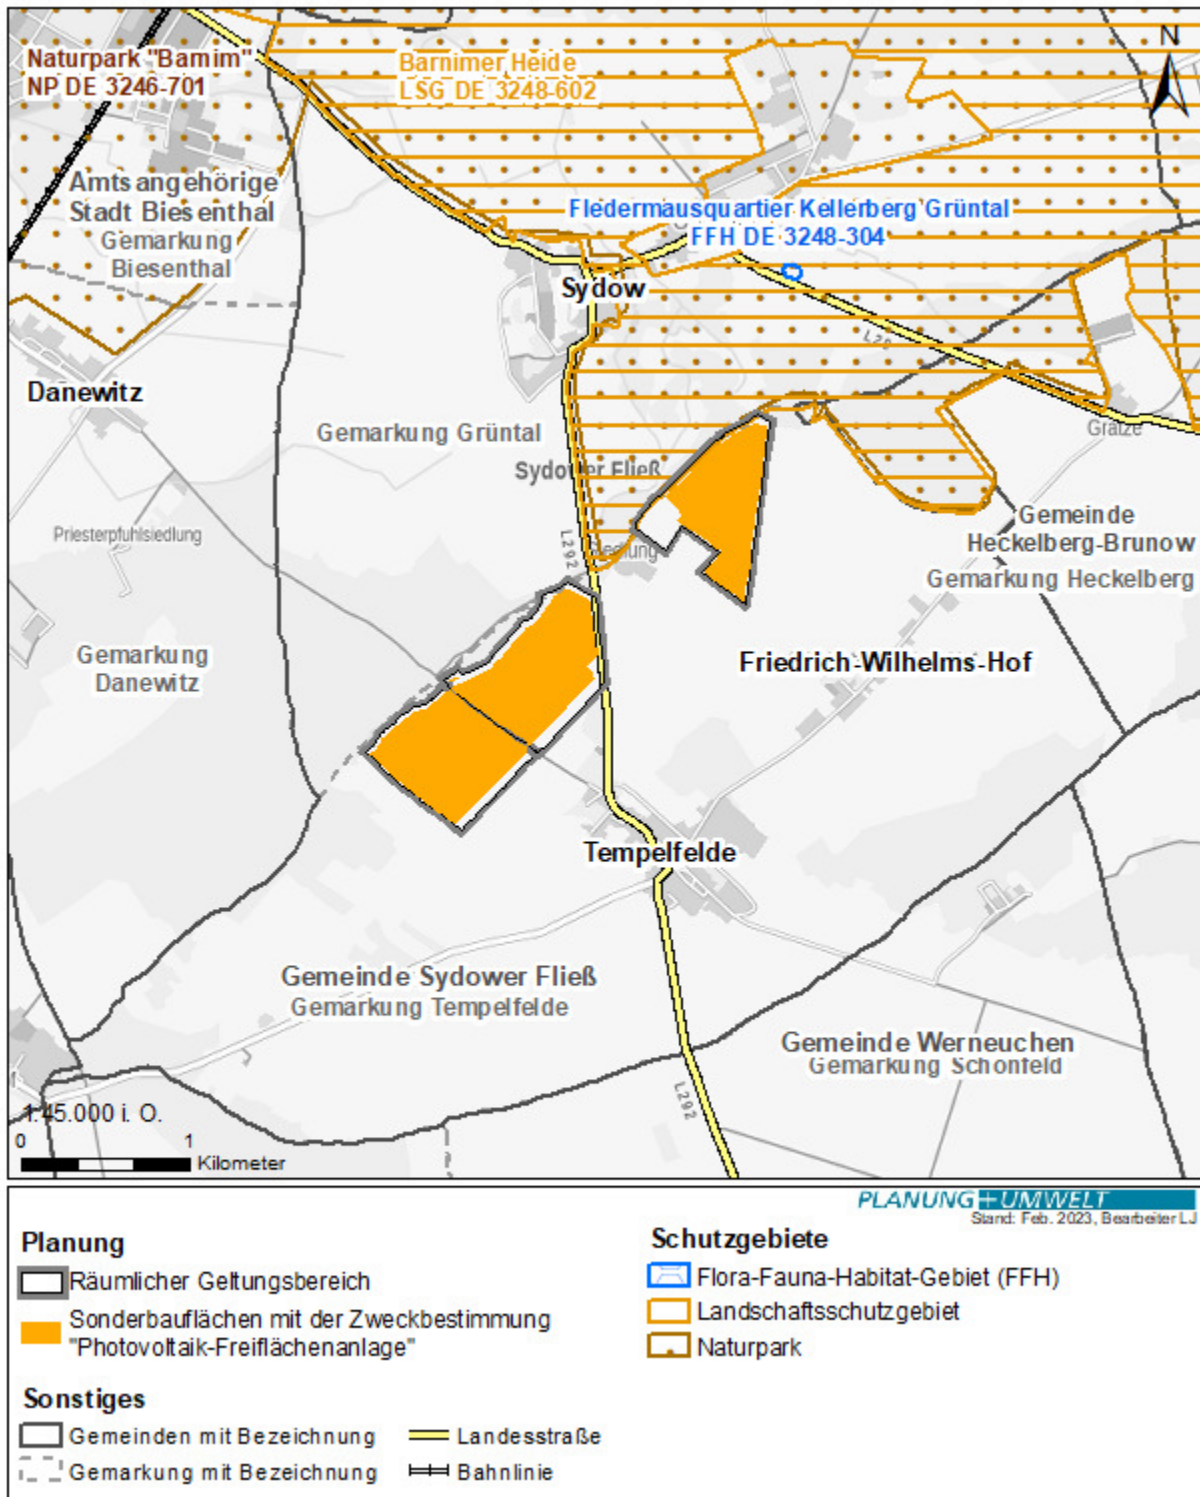 Naturpark "Barnim"
NP DE 3246-701
Barnimer Heide
LSG DE 3248-602
N
Amtsangehörige
Stadt Biesenthal
Gemarkung
Biesenthal
Fledermausquartier Kellerberg Grüntal
FFH DE 3248-304
Sydow
L29
Danewitz
Gemarkung Grüntal
Gratze
Sydower Fließ
Priesterpfuhlsiedlung
L292
Siedlung
Gemeinde
Heckelberg-Brunow
Gemarkung Heckelberg
Gemarkung
Danewitz
Friedrich-Wilhelms-Hof
Tempelfelde
Gemeinde Sydower Fließ
Gemarkung Tempelfelde
Gemeinde Werneuchen
Gemarkung Schönfeld
L292
1:45.000 i. O.
0 1
Kilometer
PLANUNG+UMWELT
Stand: Feb. 2023, Bearbeiter LJ
Planung
Räumlicher Geltungsbereich
Sonderbauflächen mit der Zweckbestimmung
"Photovoltaik-Freiflächenanlage"
Schutzgebiete
Flora-Fauna-Habitat-Gebiet (FFH)
Landschaftsschutzgebiet
Naturpark
Sonstiges
Gemeinden mit Bezeichnung
Landesstraße
Gemarkung mit Bezeichnung
Bahnlinie